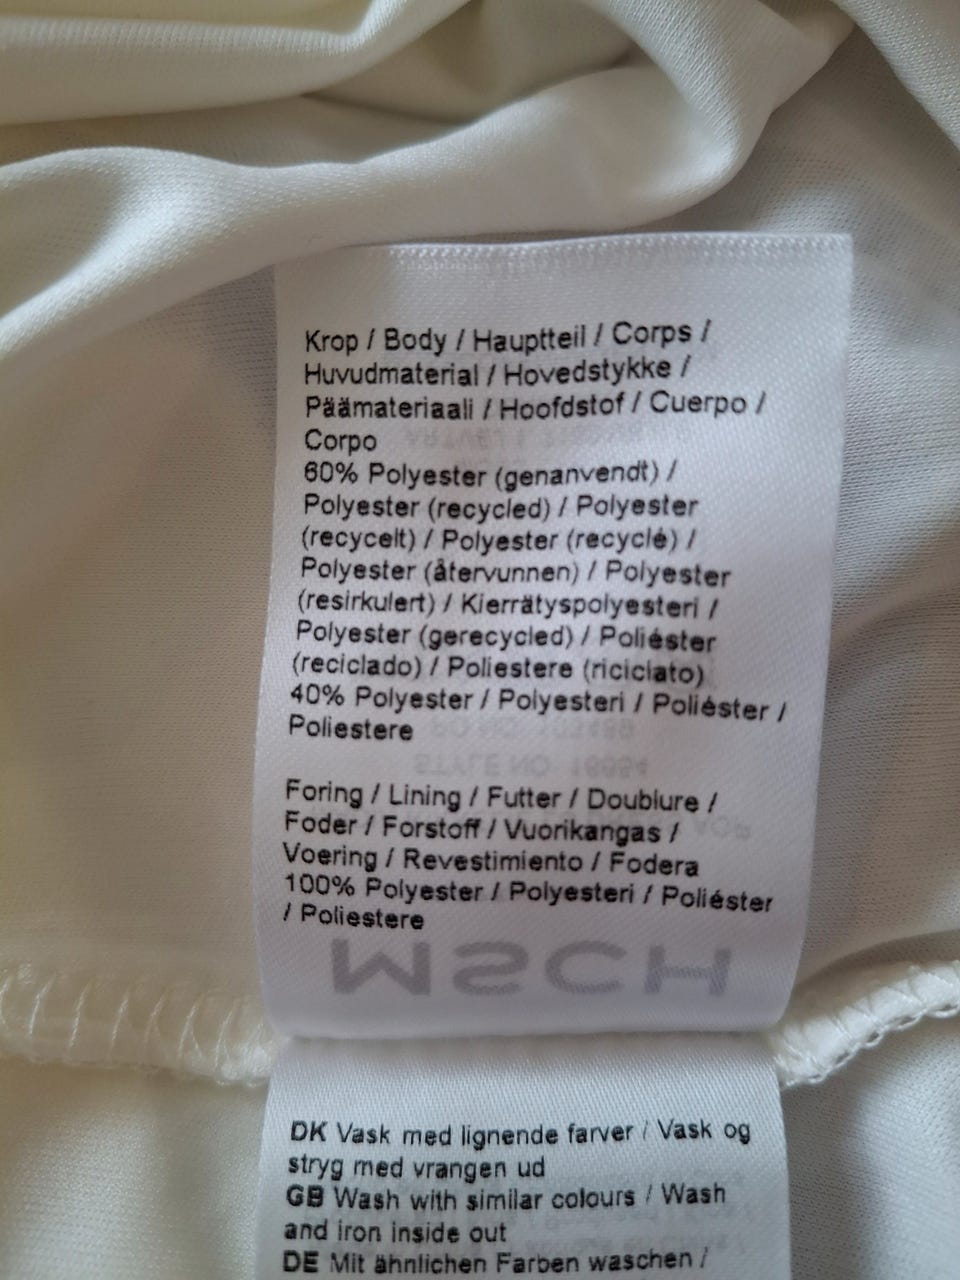 Krop / Body / Hauptteil / Corps /
Huvudmaterial / Hovedstykke /
Päämateriaali / Hoofdstof / Cuerpo /
Corpo
60% Polyester (genanvendt) /
Polyester (recycled) / Polyester
(recycelt) / Polyester (recyclé) /
Polyester (återvunnen) / Polyester
(resirkulert) / Kierrätyspolyesteri /
Polyester (gerecycled) / Poliéster
(reciclado) / Poliestere (riciclato)
40% Polyester / Polyesteri / Poliéster /
Poliestere
STYLE NO
Foring / Lining / Futter / Doublure /
Foder / Forstoff / Vuorikangas /
Voering / Revestimiento / Fodera
100% Polyester / Polyesteri / Poliéster
/ Poliestere
MSCH
DK Vask med lignende farver / Vask og
stryg med vrangen ud
GB Wash with similar colours / Wash
and iron inside out
DE Mit ähnlichen Farben waschen /